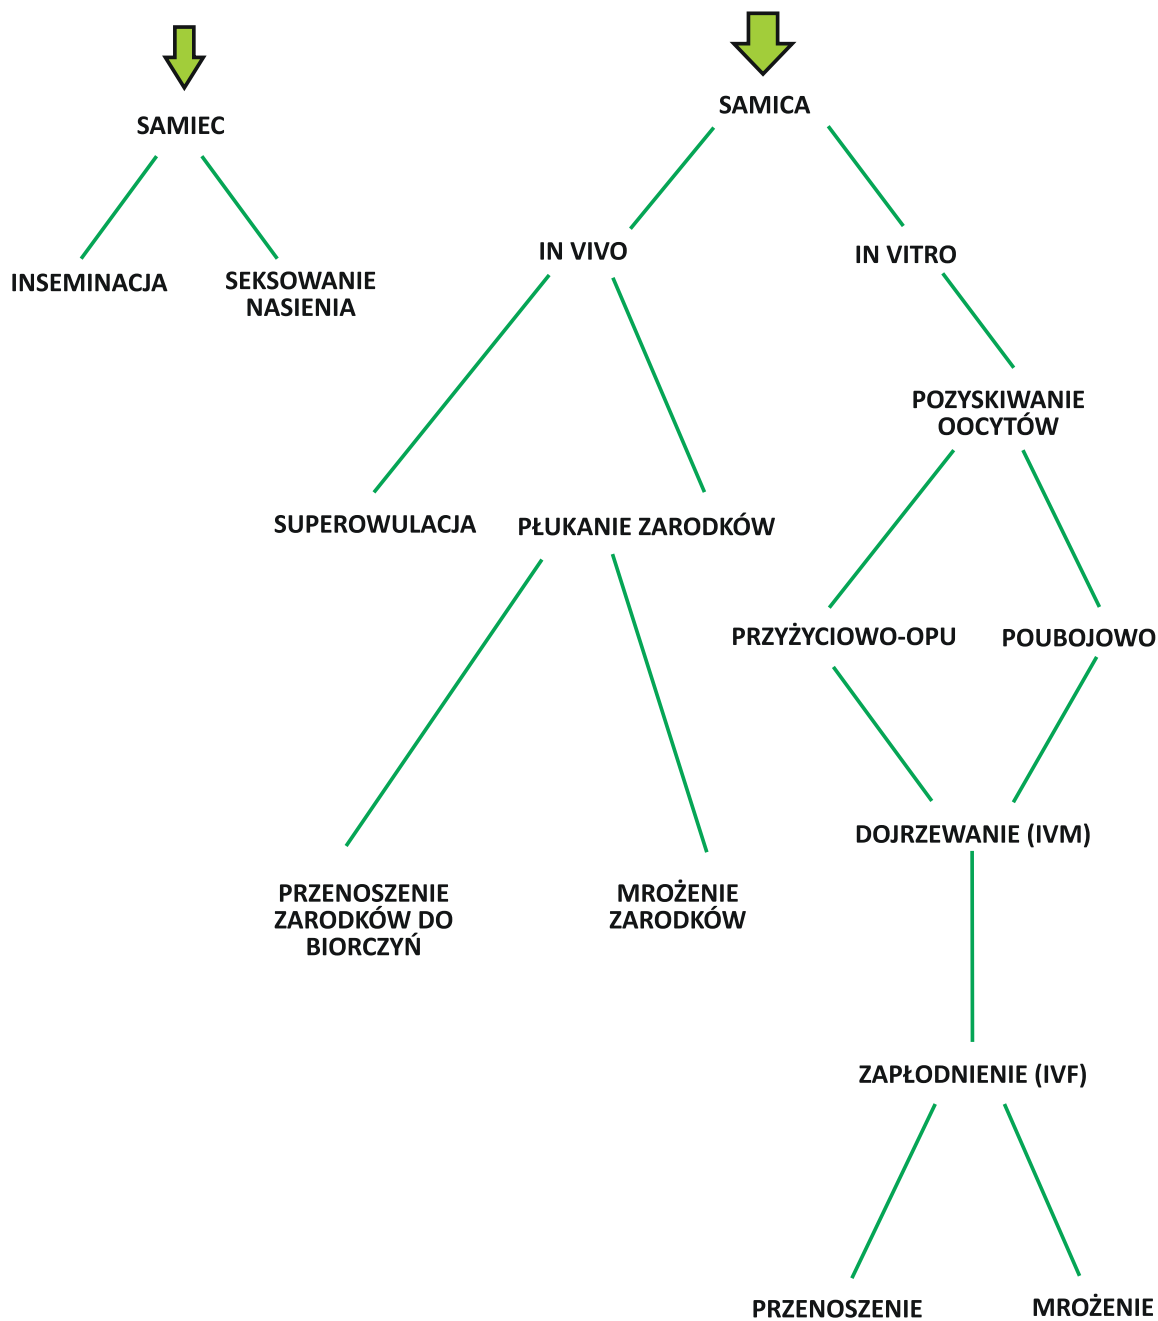 SAMIEC
INSEMINACJA
SEKSOWANIE
NASIENIA
SAMICA
IN VIVO
IN VITRO
SUPEROWULACJA
PŁUKANIE ZARODKÓW
PRZENOSZENIE
ZARODKÓW DO
BIORCZYŃ
MROŻENIE
ZARODKÓW
POZYSKIWANIE
OOCYTÓW
PRZYŻYCIOWO-OPU
POUBOJOWO
DOJRZEWANIE (IVM)
ZAPŁODNIENIE (IVF)
PRZENOSZENIE
MROŻENIE